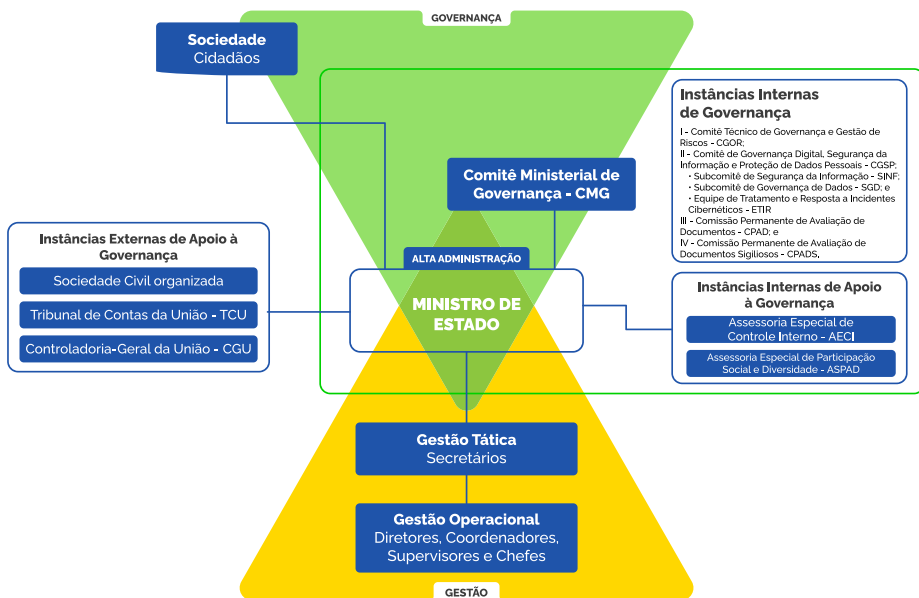 GOVERNANÇA
Sociedade
Cidadãos
Instâncias Internas
de Governança
I - Comitê Técnico de Governança e Gestão de
Riscos - CGOR;
II - Comitê de Governança Digital, Segurança da
Informação e Proteção de Dados Pessoais - CGSP;
• Subcomitê de Segurança da Informação - SINF;
• Subcomitê de Governança de Dados - SGD; e
• Equipe de Tratamento e Resposta a Incidentes
Cibernéticos - ETIR
III - Comissão Permanente de Avaliação de
Documentos - CPAD; e
IV - Comissão Permanente de Avaliação de
Documentos Sigiliosos - CPADS.
Comitê Ministerial de
Governança - CMG
Instâncias Externas de Apoio à
Governança
Sociedade Civil organizada
Tribunal de Contas da União - TCU
Controladoria-Geral da União - CGU
ALTA ADMINISTRAÇÃO
MINISTRO DE
ESTADO
Instâncias Internas de Apoio
à Governança
Assessoria Especial de
Controle Interno - AECI
Assessoria Especial de Participação
Social e Diversidade - ASPAD
Gestão Tática
Secretários
Gestão Operacional
Diretores, Coordenadores,
Supervisores e Chefes
GESTÃO